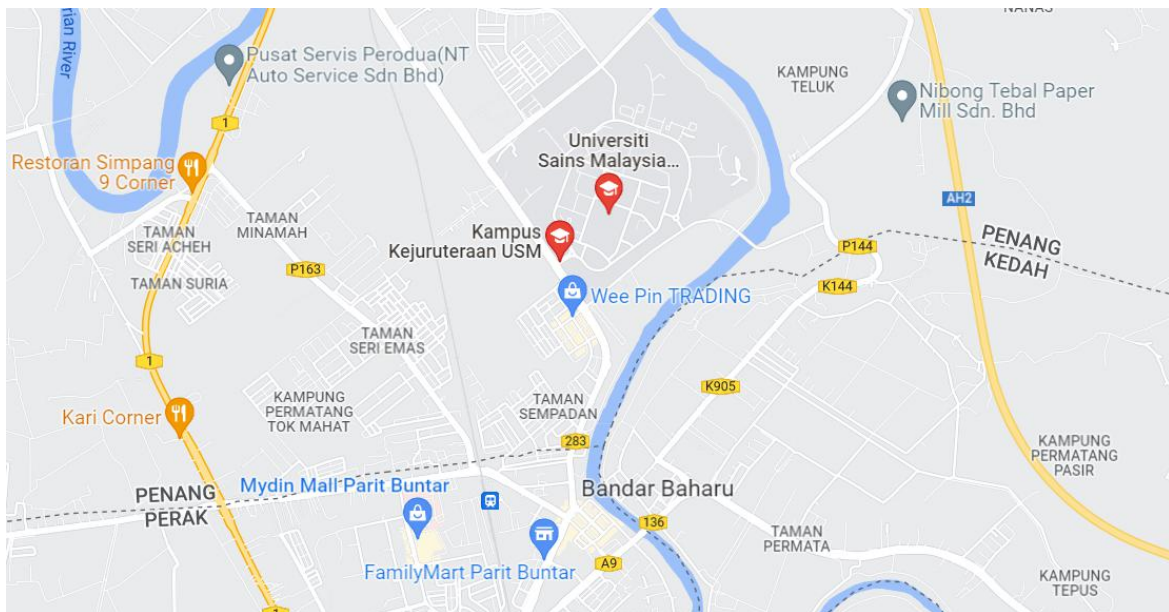 NANAS
rian River
Pusat Servis Perodua(NT
Auto Service Sdn Bhd)
KAMPUNG
TELUK
Nibong Tebal Paper
Mill Sdn. Bhd
1
Universiti
Sains Malaysia...
Restoran Simpang
9 Corner
AH2
TAMAN
SERI ACHEH
TAMAN
MINAMAH
Kampus
Kejuruteraan USM
P144
PENANG
KEDAH
P163
TAMAN SURIA
K144
Wee Pin TRADING
TAMAN
SERI EMAS
1
K905
KAMPUNG
PERMATANG
TOK MAHAT
TAMAN
SEMPADAN
Kari Corner
283
KAMPUNG
PERMATANG
PASIR
PENANG
PERAK
Mydin Mall Parit Buntar
Bandar Baharu
136
TAMAN
PERMATA
A9
FamilyMart Parit Buntar
KAMPUNG
TEPUS
1